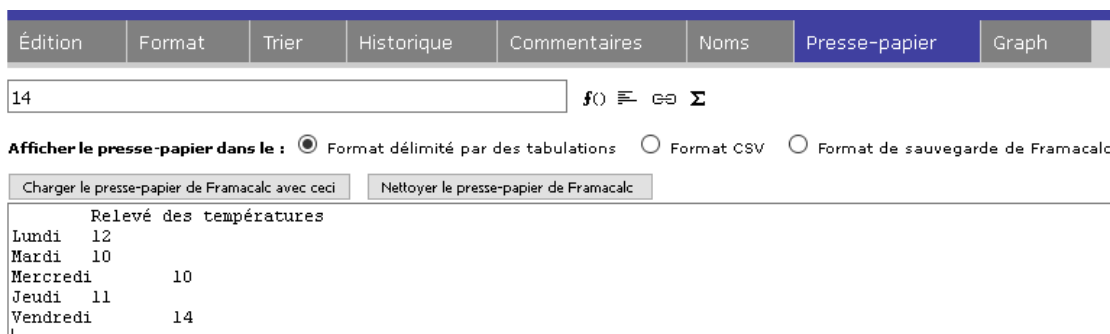 Édition Format Trier Historique Commentaires Noms Presse-papier Graph
14 f() Σ
Afficher le presse-papier dans le : Format délimité par des tabulations Format CSV Format de sauvegarde de Framacalc
Charger le presse-papier de Framacalc avec ceci Nettoyer le presse-papier de Framacalc
Relevé des températures
Lundi 12
Mardi 10
Mercredi 10
Jeudi 11
Vendredi 14